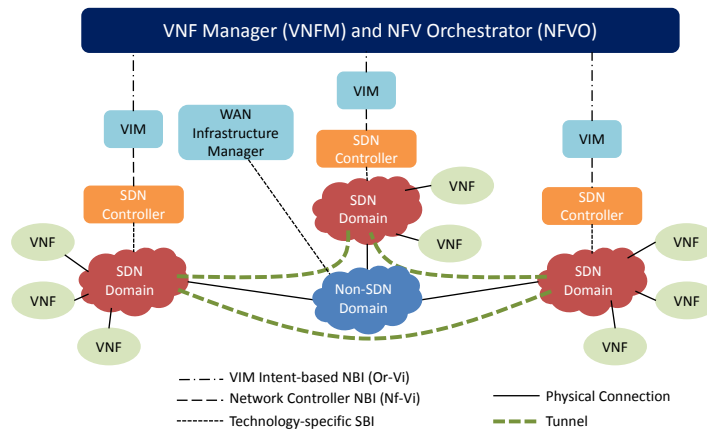 VNF Manager (VNFM) and NFV Orchestrator (NFVO)
VIM
WAN
Infrastructure
Manager
VIM
VIM
SDN
Controller
SDN
Controller
SDN
Controller
SDN
Domain
VNF
VNF
VNF
VNF
VNF
SDN
Domain
Non-SDN
Domain
SDN
Domain
VNF
VNF
VNF
VNF
VIM Intent-based NBI (Or-Vi)
Network Controller NBI (Nf-Vi)
Technology-specific SBI
Physical Connection
Tunnel